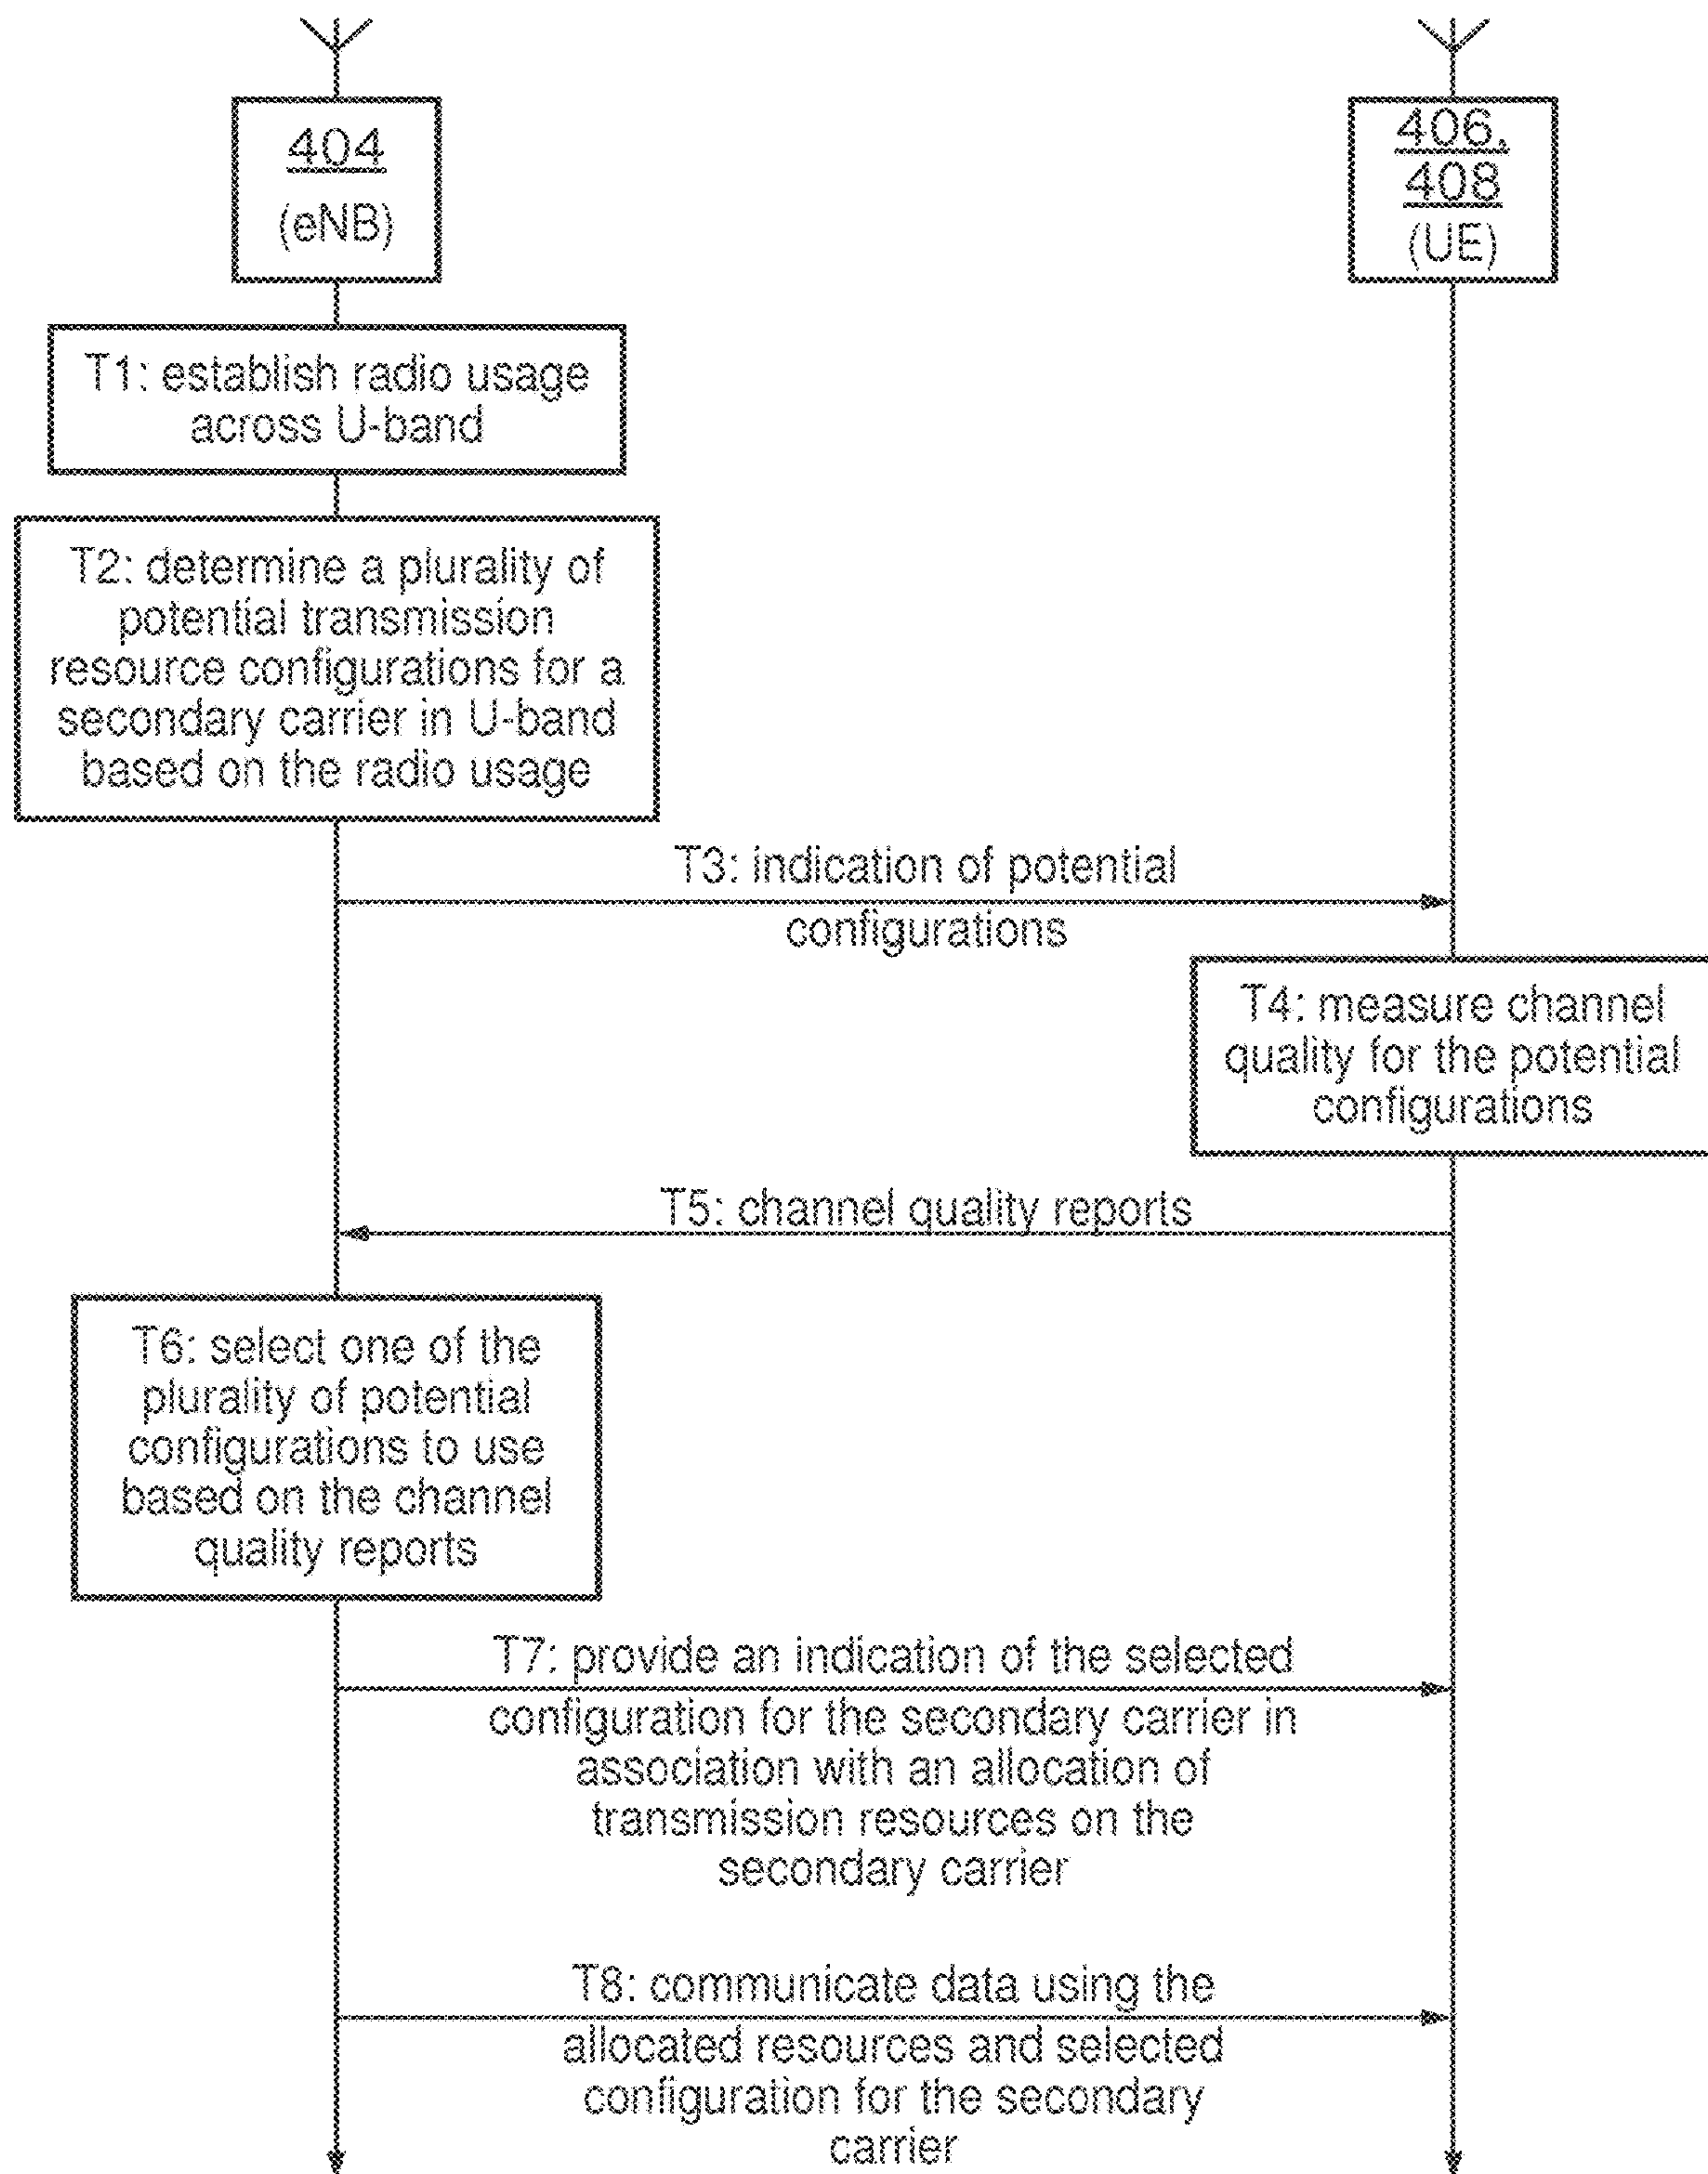 404
(eNB)
406,
408
(UE)
T1: establish radio usage
across U-band
T2: determine a plurality of
potential transmission
resource configurations for a
secondary carrier in U-band
based on the radio usage
T3: indication of potential
configurations
T4: measure channel
quality for the potential
configurations
T5: channel quality reports
T6: select one of the
plurality of potential
configurations to use
based on the channel
quality reports
T7: provide an indication of the selected
configuration for the secondary carrier in
association with an allocation of
transmission resources on the
secondary carrier
T8: communicate data using the
allocated resources and selected
configuration for the secondary
carrier